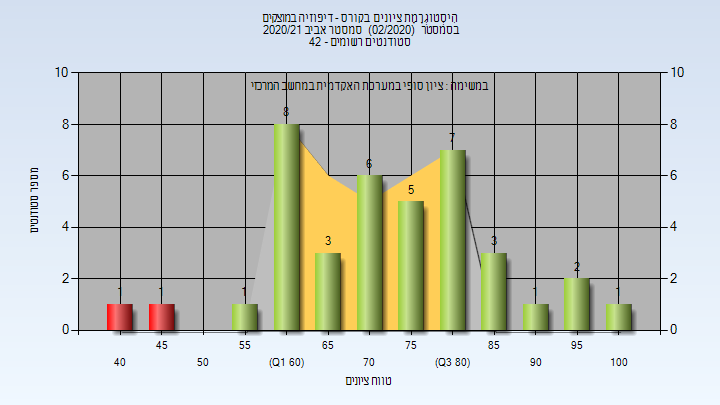 היסטוגרמת ציונים בקורס - דיפוזיה במוצקים
בסמסטר (02/2020) סמסטר אביב 2020/21
סטודנטים רשומים - 42
במשימה : ציון סופי במערכת האקדמית במחשב המרכזי
10 10
8 8
6 6
4 4
2 2
0 0
מספר סטודנטים
1 1 1 8 3 6 5 7 3 1 2 1
45 55 65 75 85 95
40 50 (Q1 60) 70 (Q3 80) 90 100
טווח ציונים